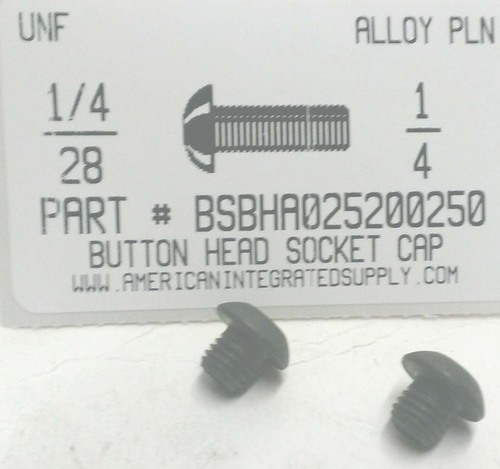 UNF ALLOY PLN
1/4 1
28 4
PART # BSBHA025200250
BUTTON HEAD SOCKET CAP
WWW.AMERICANINTEGRATEDSUPPLY.COM